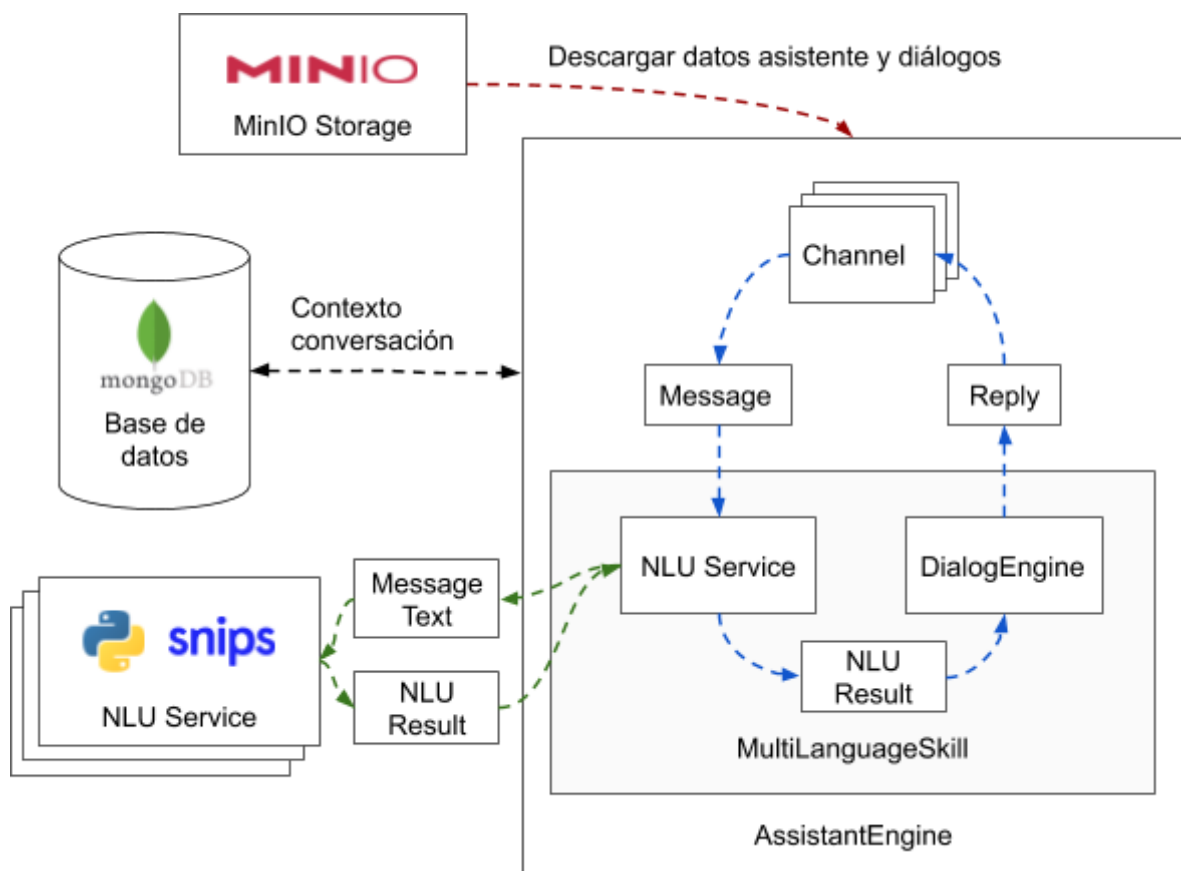 MINIO
MinIO Storage
Descargar datos asistente y diálogos
Channel
Contexto
conversación
mongoDB
Base de
datos
Message
Reply
NLU Service
DialogEngine
Message
Text
snips
NLU Service
NLU
Result
NLU
Result
MultiLanguageSkill
AssistantEngine